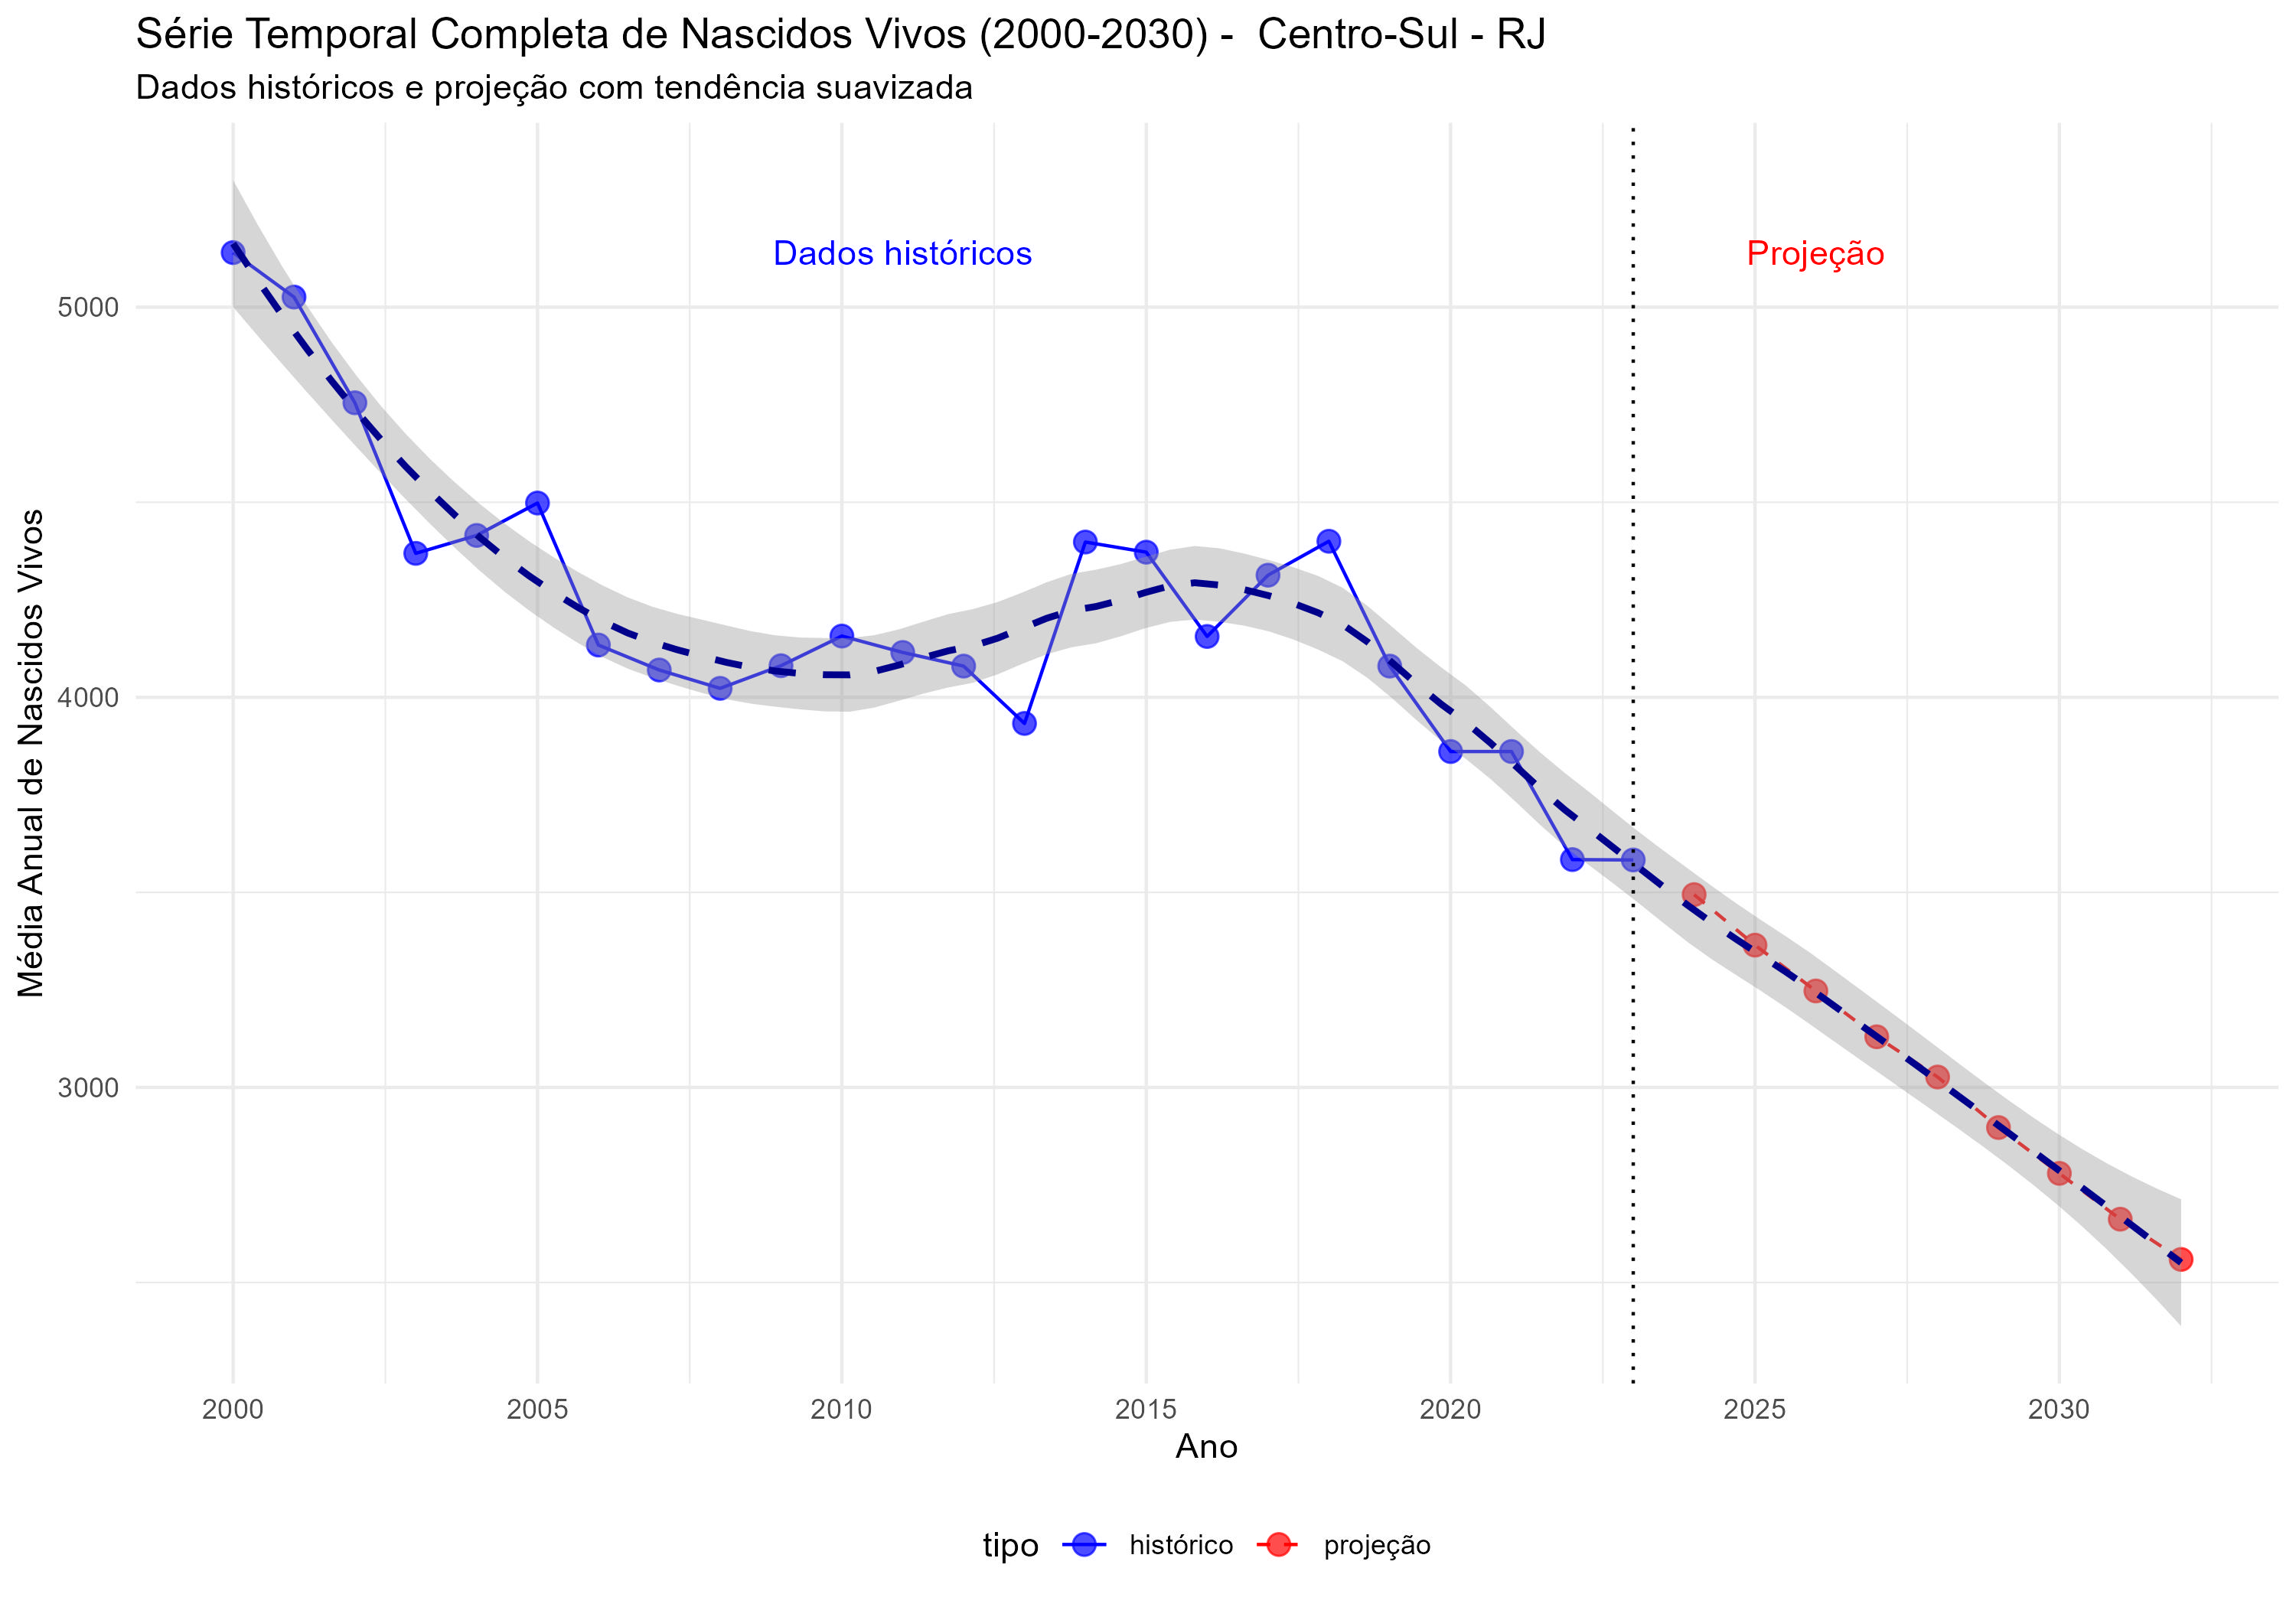 Série Temporal Completa de Nascidos Vivos (2000-2030) -  Centro-Sul - RJ
Dados históricos e projeção com tendência suavizada
Dados históricos
Projeção
Média Anual de Nascidos Vivos
5000
4000
3000
2000 2005 2010 2015 2020 2025 2030
Ano
tipo histórico projeção